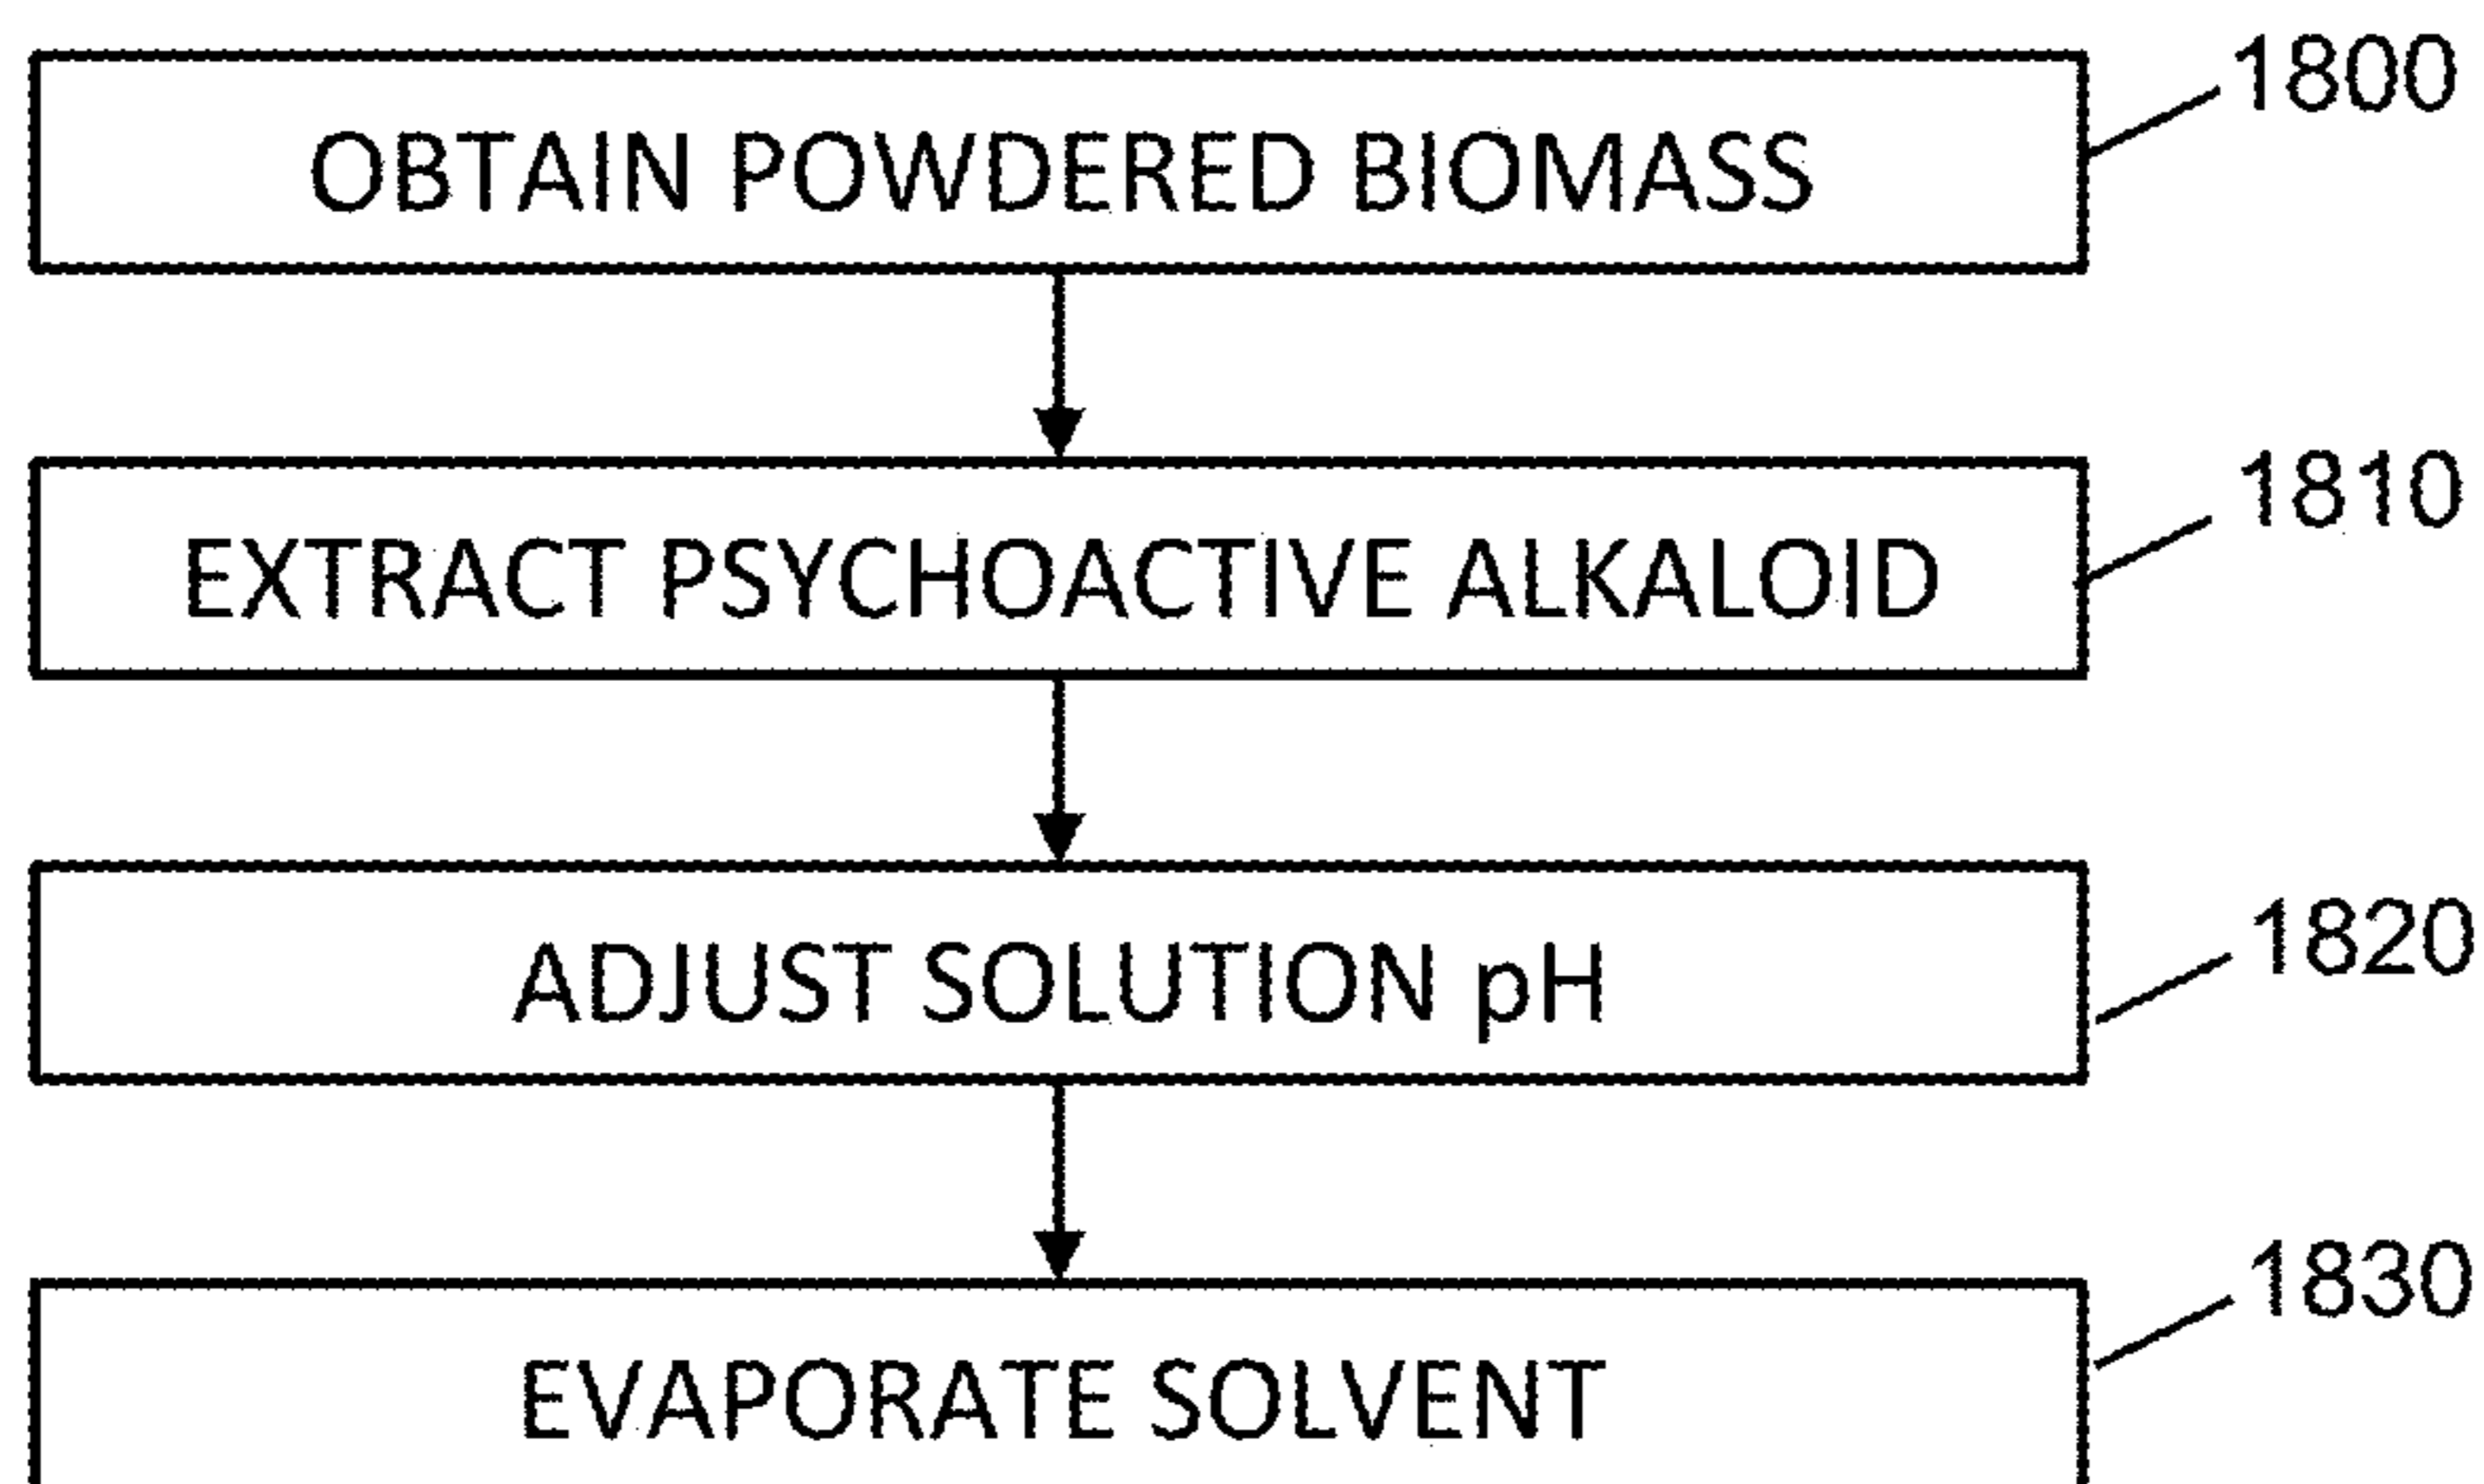 1800
OBTAIN POWDERED BIOMASS
1810
EXTRACT PSYCHOACTIVE ALKALOID
1820
ADJUST SOLUTION pH
1830
EVAPORATE SOLVENT